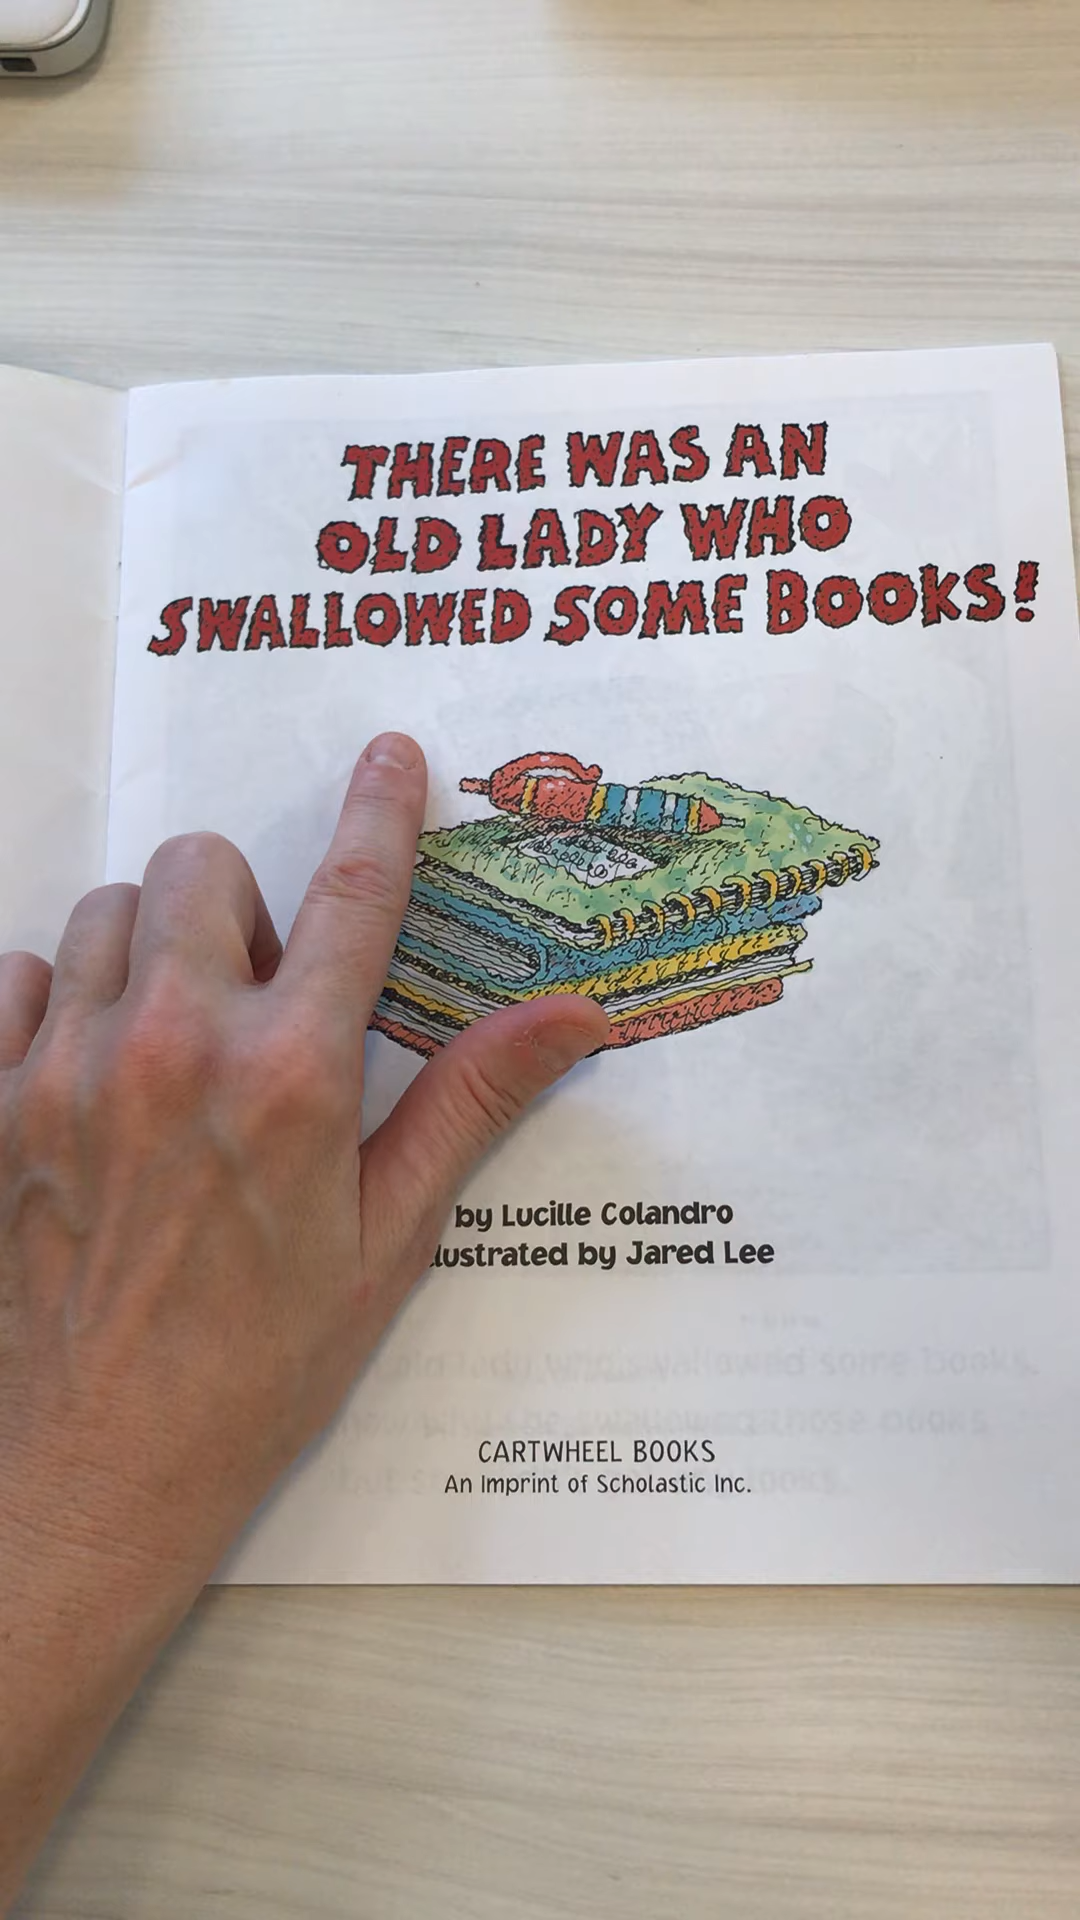 THERE WAS AN
OLD LADY WHO
SWALLOWED SOME BOOKS!
by Lucille Colandro
lustrated by Jared Lee
CARTWHEEL BOOKS
An Imprint of Scholastic Inc.